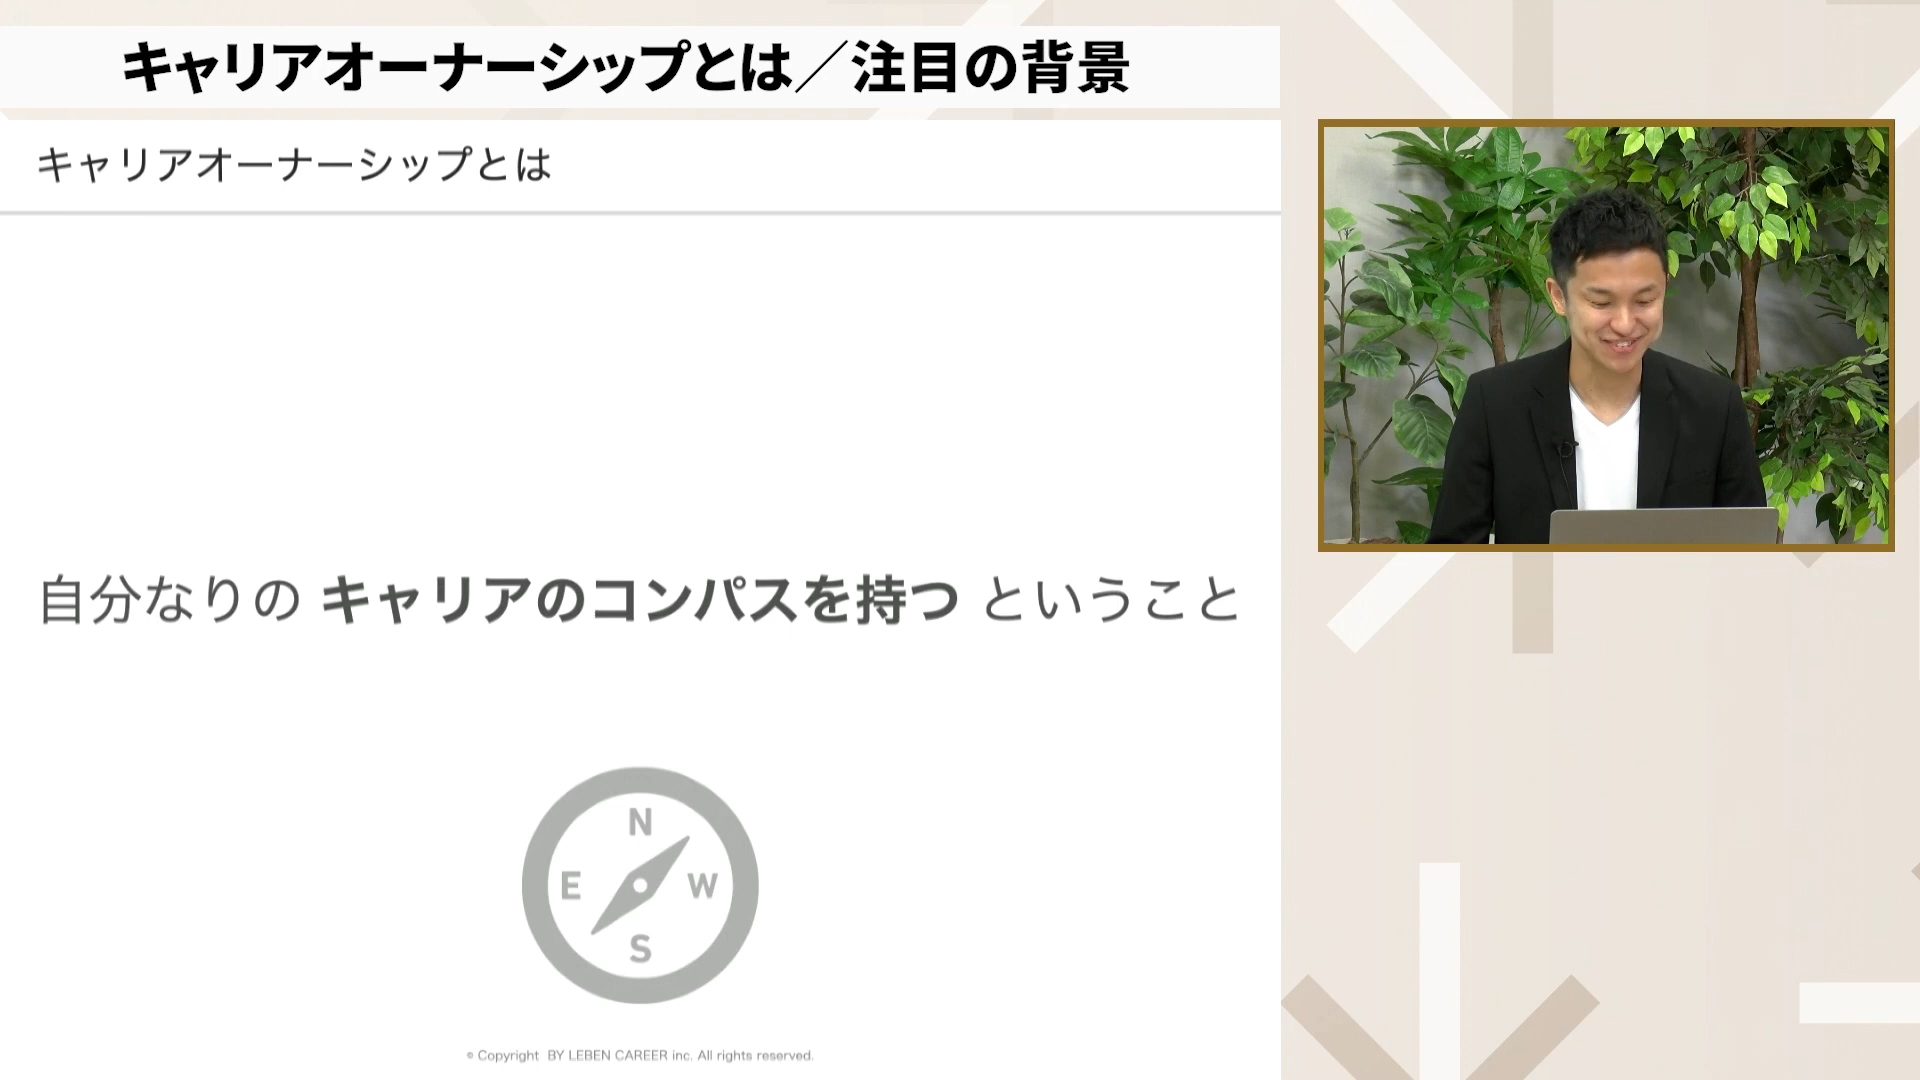 キャリアオーナーシップとは／注目の背景
キャリアオーナーシップとは
自分なりの キャリアのコンパスを持つ ということ
N
E W
S
© Copyright BY LEBEN CAREER inc. All rights reserved.